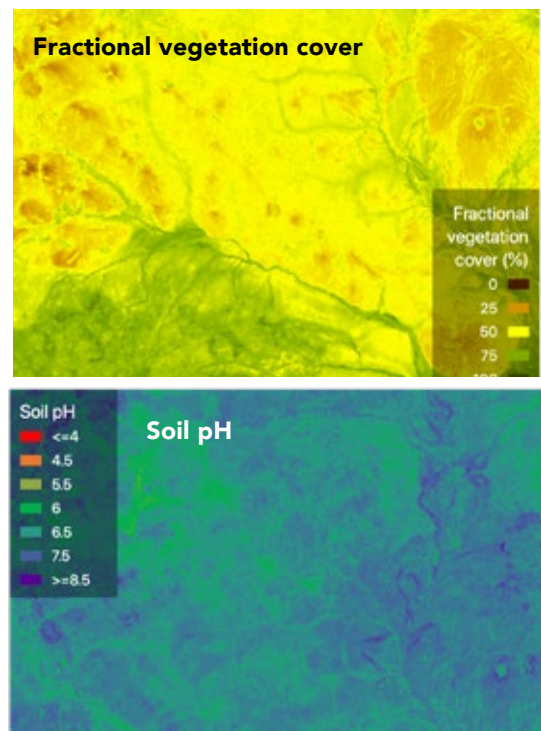 Fractional vegetation cover
Fractional
vegetation
cover (%)
0
25
50
75
100
Soil pH
<=4
4.5
5.5
6
6.5
7.5
>=8.5
Soil pH